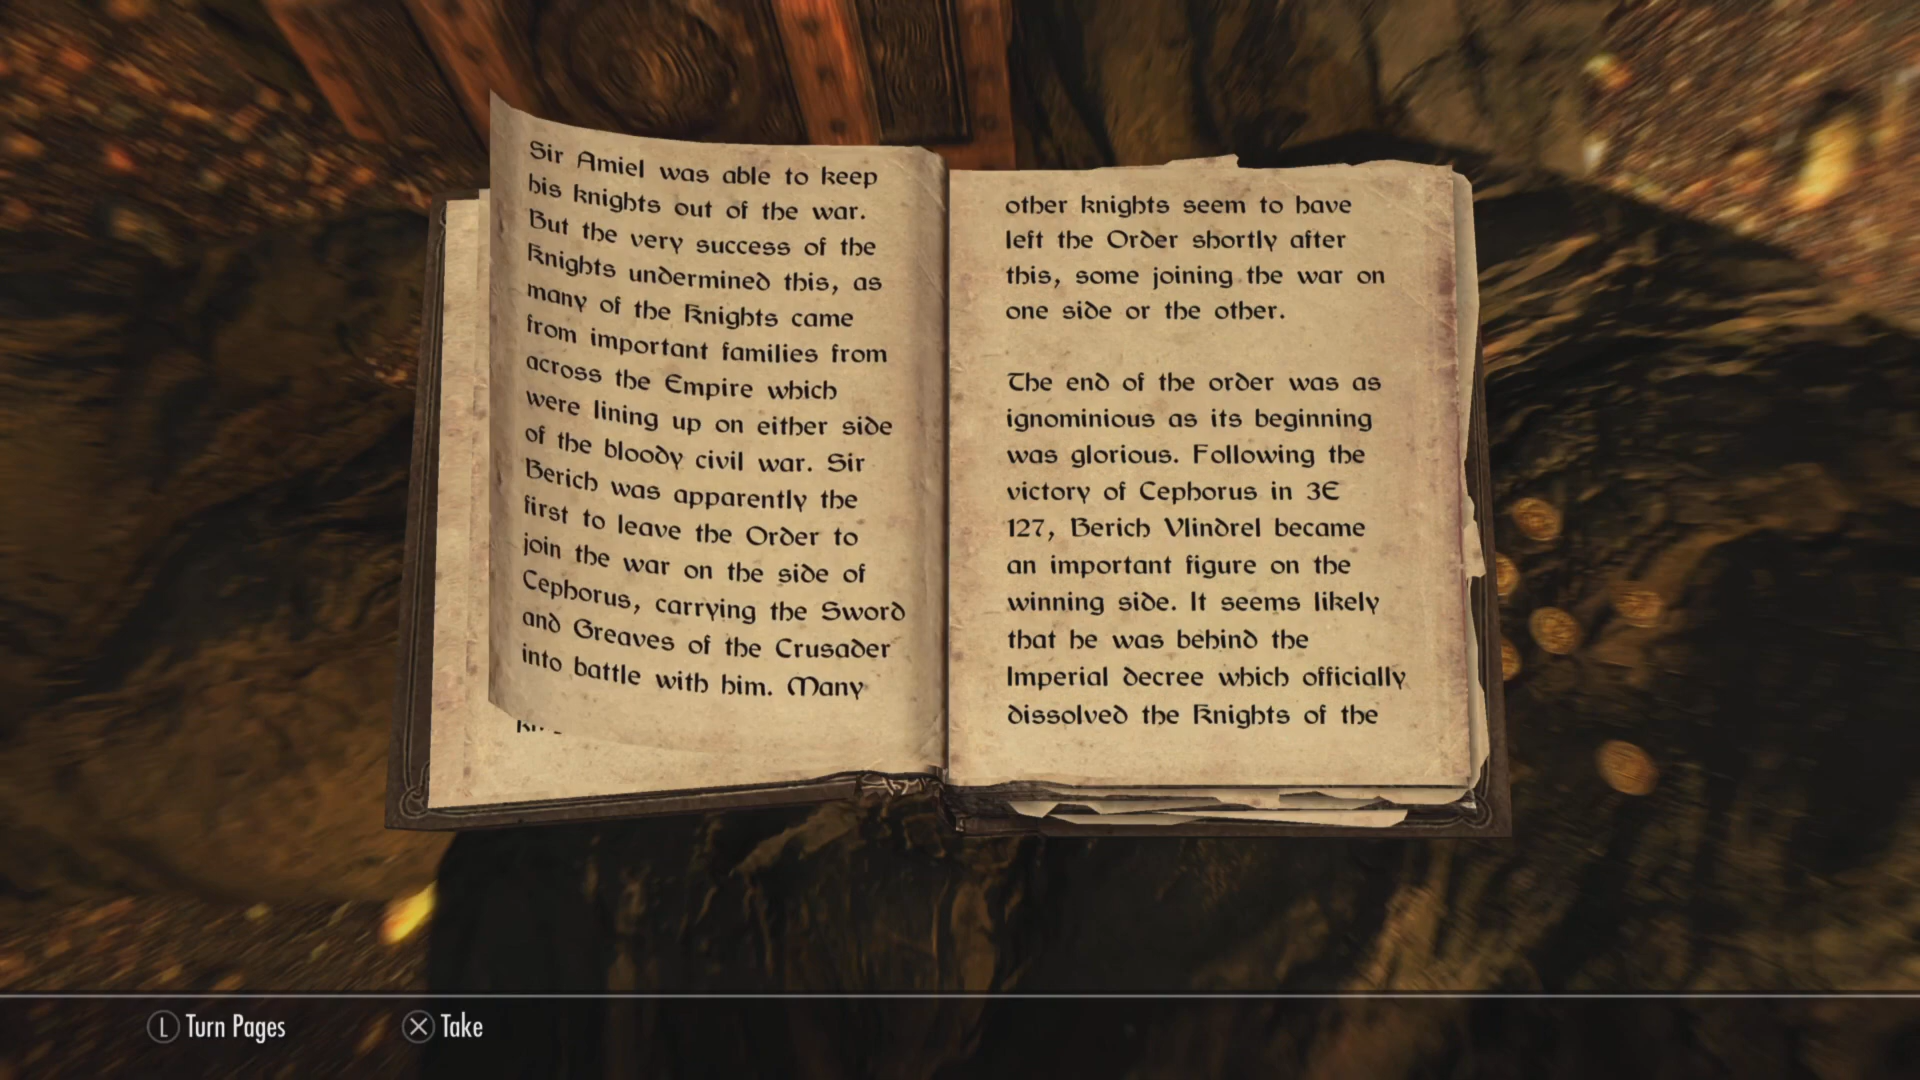 Sir Amiel was able to keep
his knights out of the war.
But the very success of the
Knights undermined this, as
many of the Knights came
from important families from
across the Empire which
were lining up on either side
of the bloody civil war. Sir
Berich was apparently the
first to leave the Order to
join the war on the side of
Cephorus, carrying the Sword
and Greaves of the Crusader
into battle with him. Many
other knights seem to have
left the Order shortly after
this, some joining the war on
one side or the other.
The end of the order was as
ignominious as its beginning
was glorious. Following the
victory of Cephorus in 3E
127, Berich Vlindrel became
an important figure on the
winning side. It seems likely
that he was behind the
Imperial decree which officially
dissolved the Knights of the
L Turn Pages
X Take